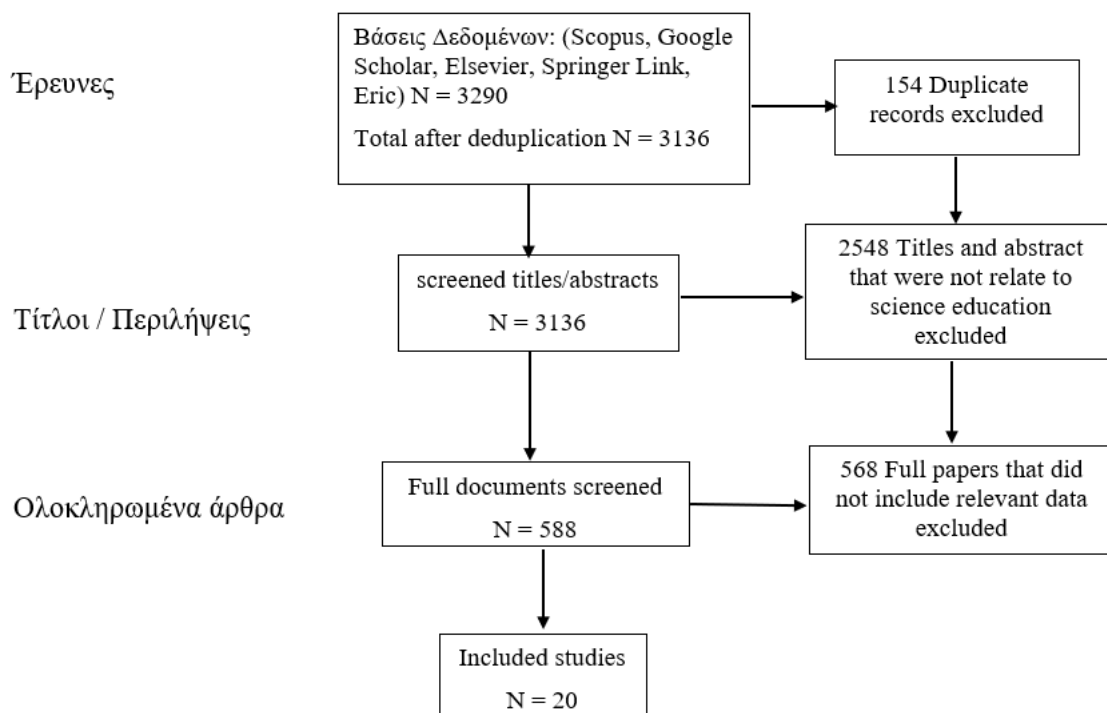 Έρευνες
Βάσεις Δεδομένων: (Scopus, Google
Scholar, Elsevier, Springer Link,
Eric) N = 3290
Total after deduplication N = 3136
154 Duplicate
records excluded
Τίτλοι / Περιλήψεις
screened titles/abstracts
N = 3136
2548 Titles and abstract
that were not relate to
science education
excluded
Ολοκληρωμένα άρθρα
Full documents screened
N = 588
568 Full papers that did
not include relevant data
excluded
Included studies
N = 20